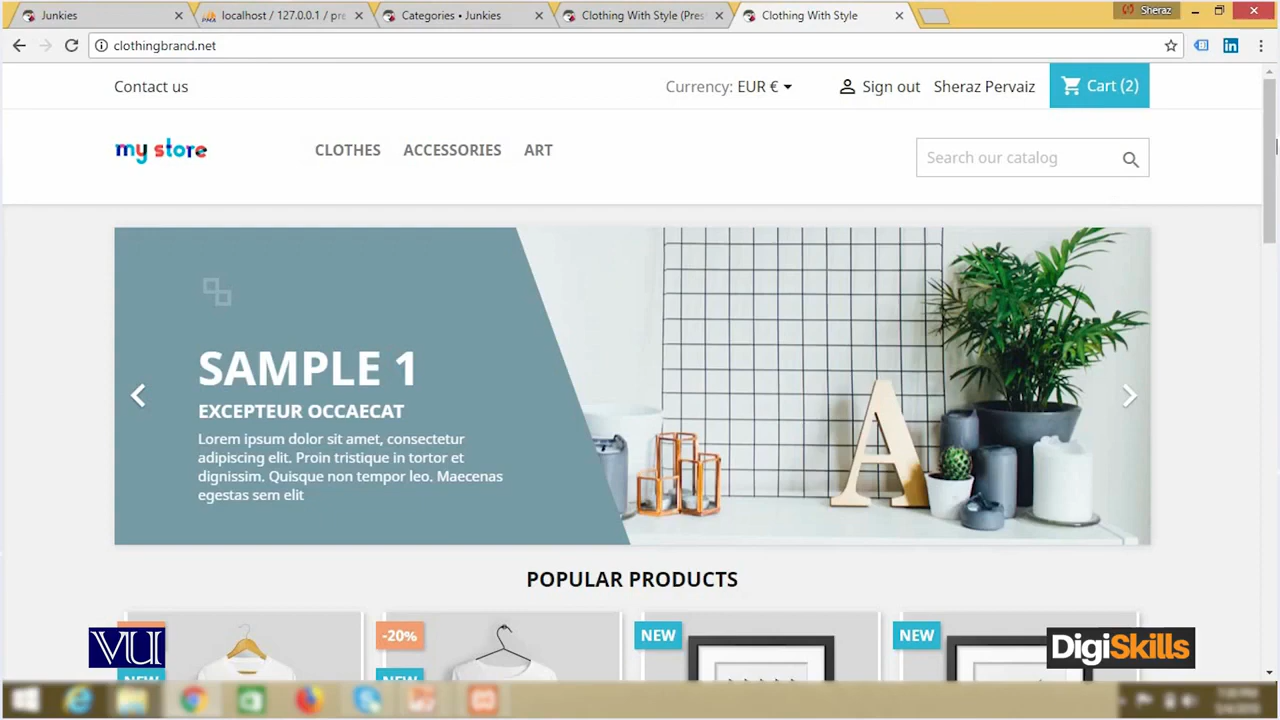 Junkies
localhost / 127.0.0.1 / pre
Categories • Junkies
Clothing With Style (Pres
Clothing With Style
Sheraz
clothingbrand.net
Contact us
Currency: EUR €
Sign out
Sheraz Pervaiz
Cart (2)
my store
CLOTHES
ACCESSORIES
ART
Search our catalog
SAMPLE 1
EXCEPTEUR OCCAECAT
Lorem ipsum dolor sit amet, consectetur
adipiscing elit. Proin tristique in tortor et
dignissim. Quisque non tempor leo. Maecenas
egestas sem elit
A
POPULAR PRODUCTS
-20%
NEW
NEW
NEW
NEW
VU
DigiSkills